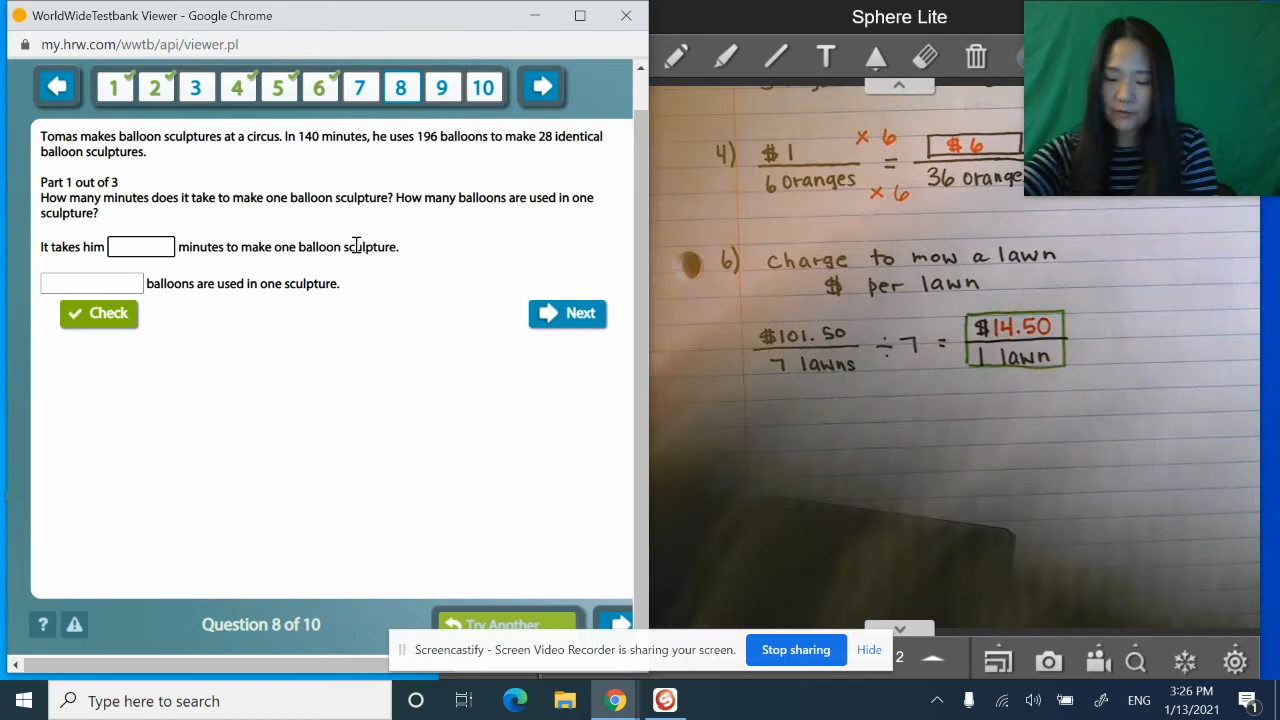 WorldWideTestbank Viewer - Google Chrome
my.hrw.com/wwtb/api/viewer.pl
1 2 3 4 5 6 7 8 9 10
Tomas makes balloon sculptures at a circus. In 140 minutes, he uses 196 balloons to make 28 identical
balloon sculptures.
Part 1 out of 3
How many minutes does it take to make one balloon sculpture? How many balloons are used in one
sculpture?
It takes him minutes to make one balloon sculpture.
balloons are used in one sculpture.
Check
Next
? Question 8 of 10
Try Another
Sphere Lite
T
4) $1 × 6 = $6
6 oranges × 6 36 orange
6) charge to mow a lawn
$ per lawn
$101.50 ÷ 7 = $14.50
7 lawns 1 lawn
Screencastify - Screen Video Recorder is sharing your screen.
Stop sharing
Hide
2
Type here to search
ENG
3:26 PM
1/13/2021
1